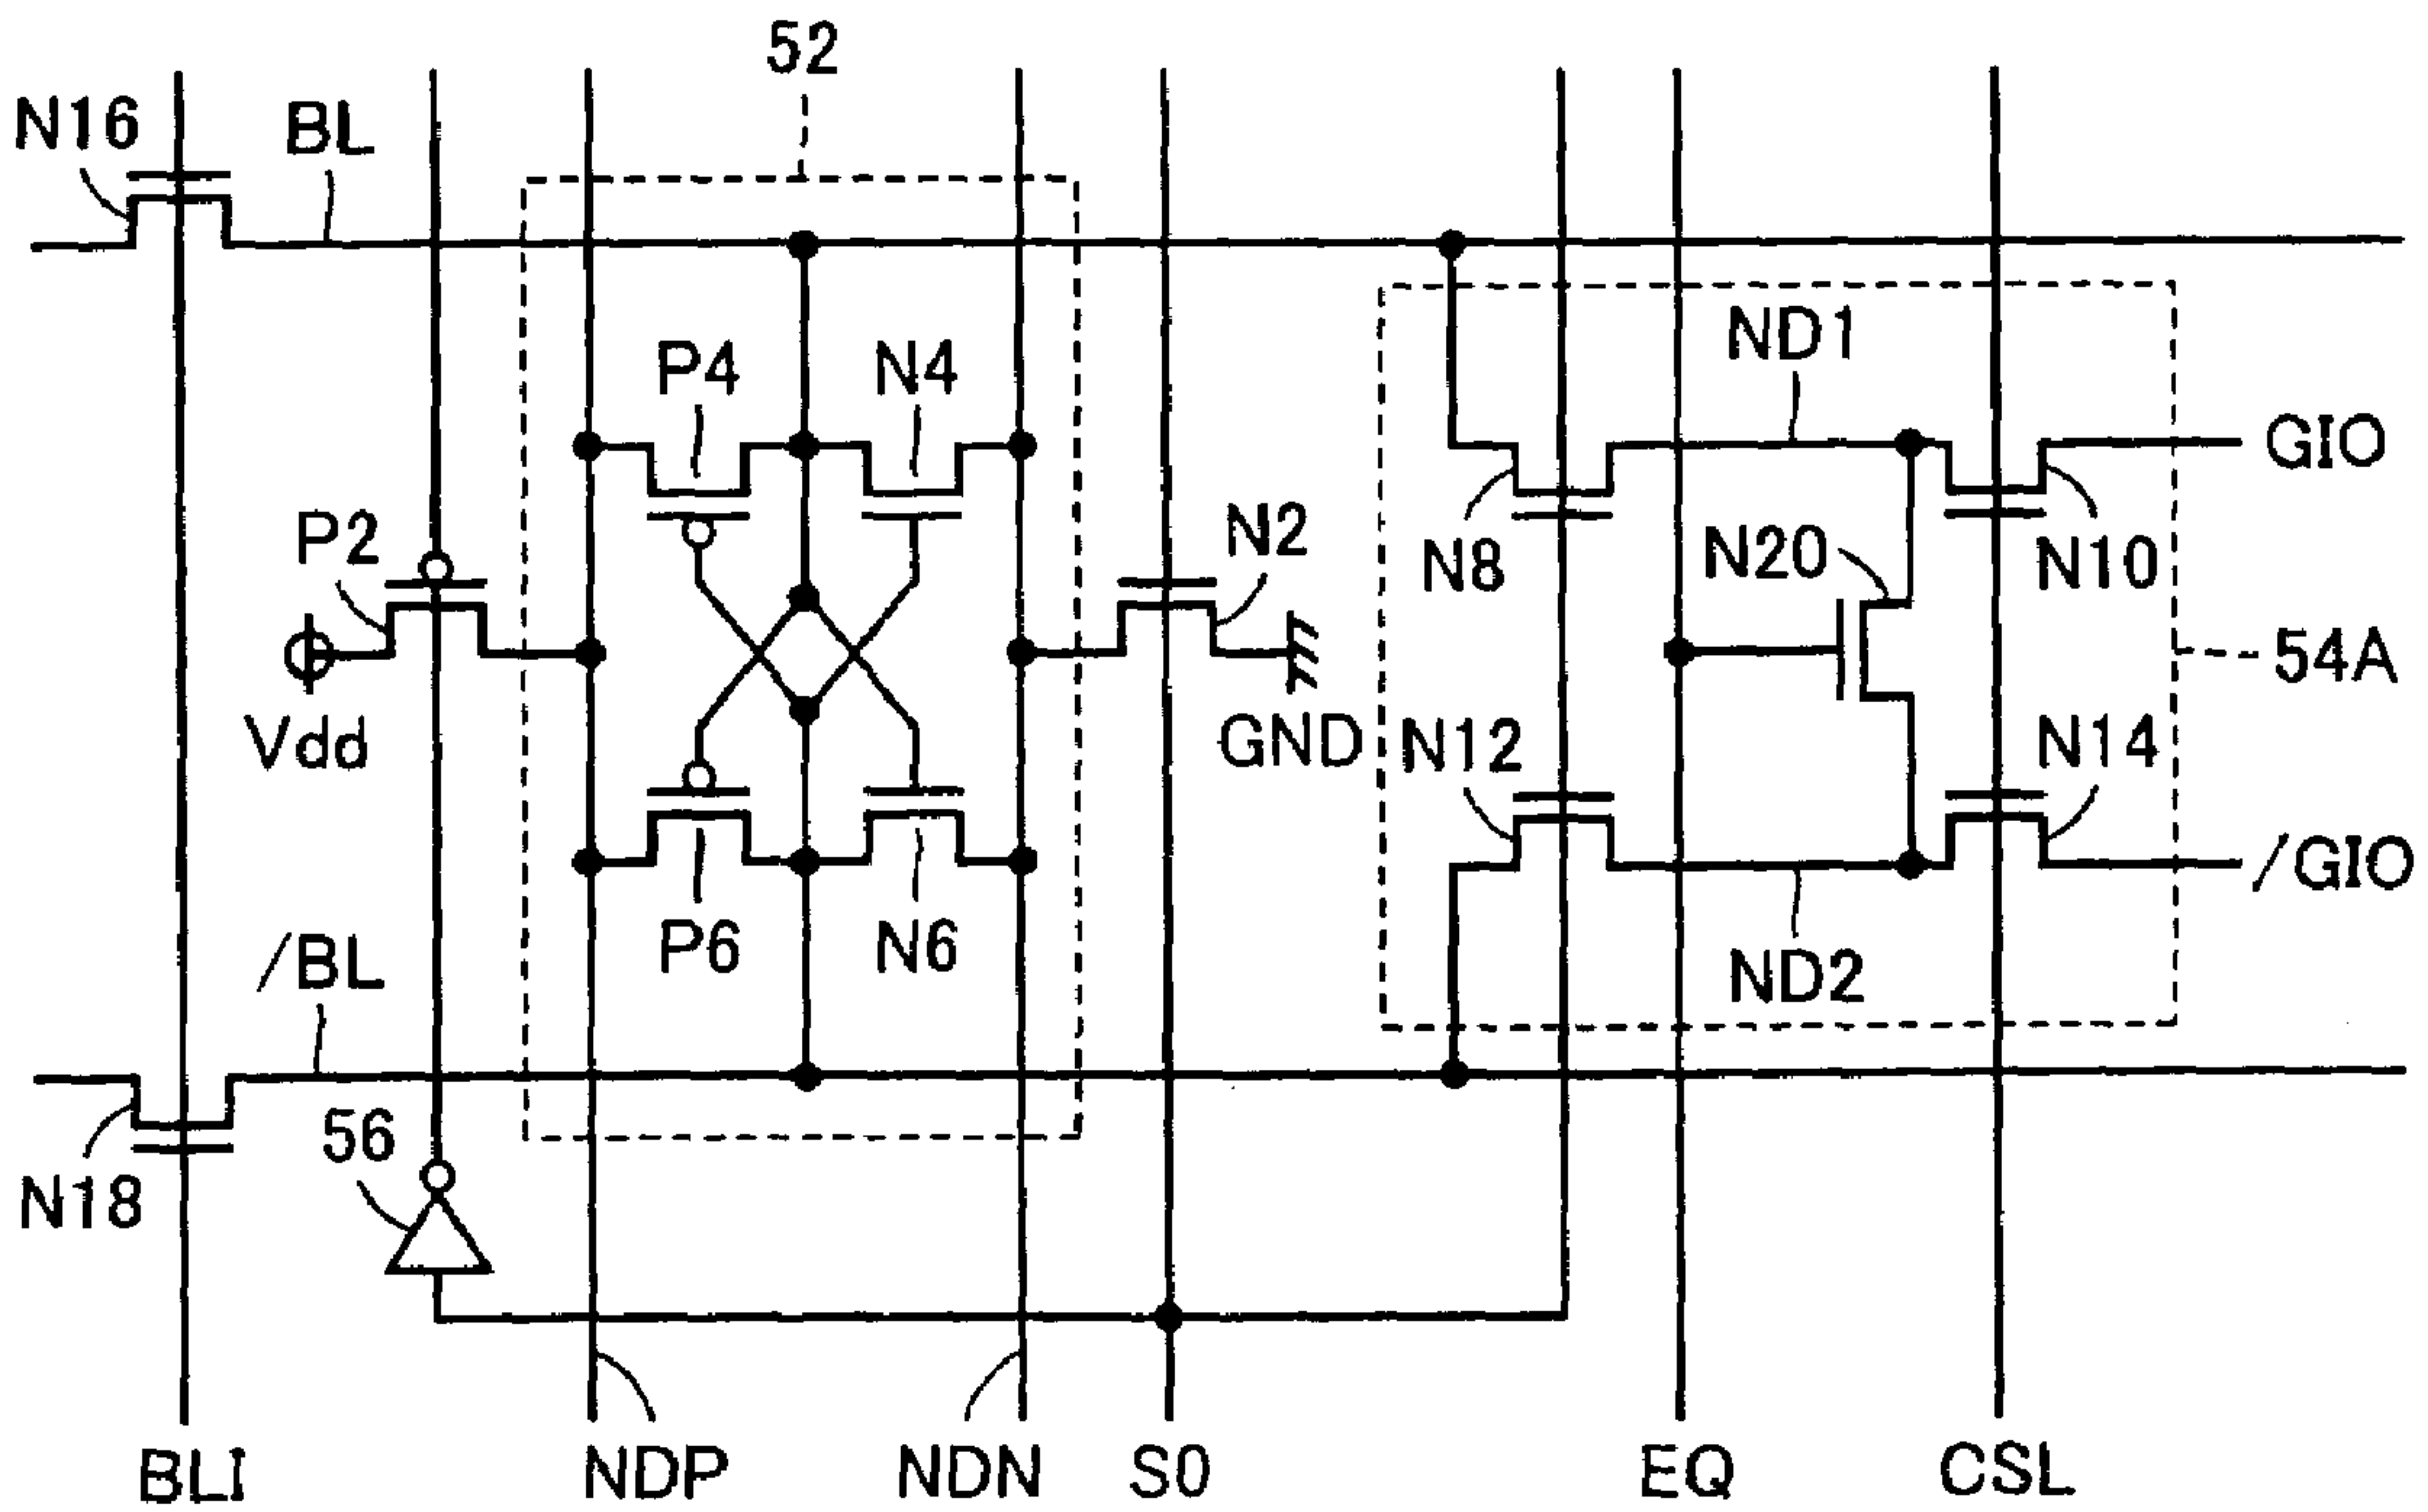 52
N16
BL
P4
N4
ND1
GIO
P2
N2
N8
N20
N10
54A
Vdd
GND
N12
N14
/GIO
P6
N6
/BL
ND2
56
N18
BLI
NDP
NDN
S0
EQ
CSL